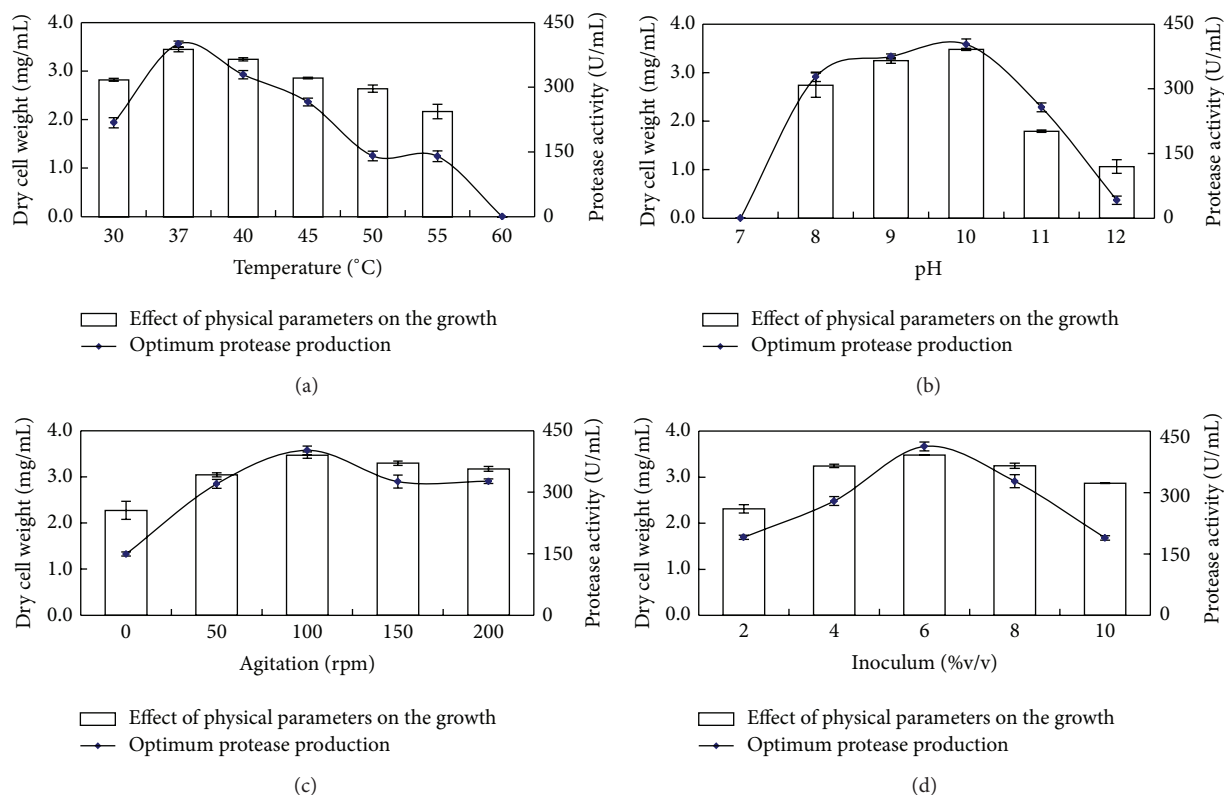 4.0
3.0
2.0
1.0
0.0
Dry cell weight (mg/mL)
450
300
150
0
Protease activity (U/mL)
30 37 40 45 50 55 60
Temperature (˚C)
Effect of physical parameters on the growth
Optimum protease production
(a)
4.0
3.0
2.0
1.0
0.0
Dry cell weight (mg/mL)
450
300
150
0
Protease activity (U/mL)
7 8 9 10 11 12
pH
Effect of physical parameters on the growth
Optimum protease production
(b)
4.0
3.0
2.0
1.0
0.0
Dry cell weight (mg/mL)
450
300
150
0
Protease activity (U/mL)
0 50 100 150 200
Agitation (rpm)
Effect of physical parameters on the growth
Optimum protease production
(c)
4.0
3.0
2.0
1.0
0.0
Dry cell weight (mg/mL)
450
300
150
0
Protease activity (U/mL)
2 4 6 8 10
Inoculum (%v/v)
Effect of physical parameters on the growth
Optimum protease production
(d)